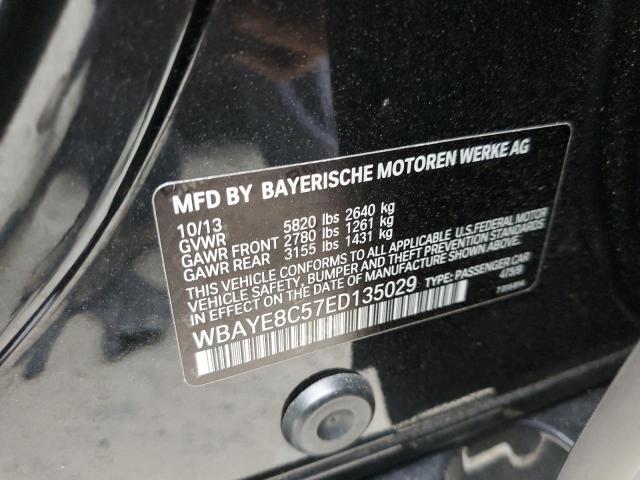 MFD BY BAYERISCHE MOTOREN WERKE AG
10/13
GVWR 5820 lbs 2640 kg
GAWR FRONT 2780 lbs 1261 kg
GAWR REAR 3155 lbs 1431 kg
THIS VEHICLE CONFORMS TO ALL APPLICABLE U.S.FEDERAL MOTOR
VEHICLE SAFETY, BUMPER AND THEFT PREVENTION STANDARDS
IN EFFECT ON THE DATE OF MANUFACTURE SHOWN ABOVE.
WBAYE8C57ED135029 TYPE: PASSENGER CAR